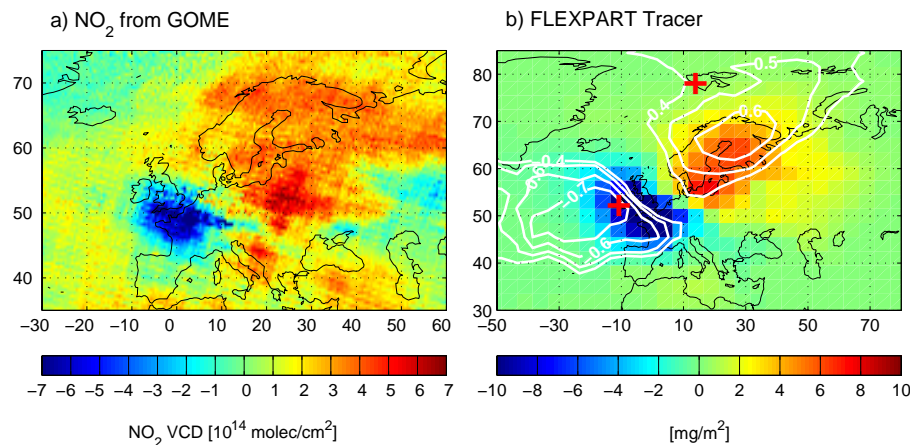 a) NO2 from GOME
b) FLEXPART Tracer
70
60
50
40
−30 −20 −10 0 10 20 30 40 50 60
80
70
60
50
40
30
−50 −20 10 40 70
0.5
0.4
0.6
−0.4
−0.6
−0.7
−0.6
−7 −6 −5 −4 −3 −2 −1 0 1 2 3 4 5 6 7
−10 −8 −6 −4 −2 0 2 4 6 8 10
NO2 VCD [10^14 molec/cm^2]
[mg/m^2]